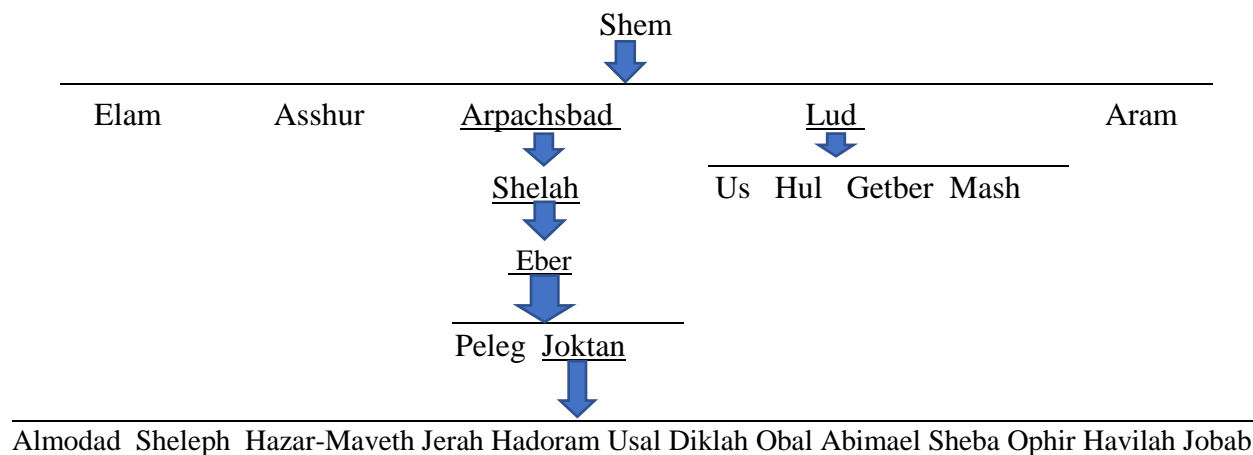 Shem
Elam Asshur Arpachsbad Lud Aram
Shelah Us Hul Getber Mash
Eber
Peleg Joktan
Almodad Sheleph Hazar-Maveth Jerah Hadoram Usal Diklah Obal Abimael Sheba Ophir Havilah Jobab